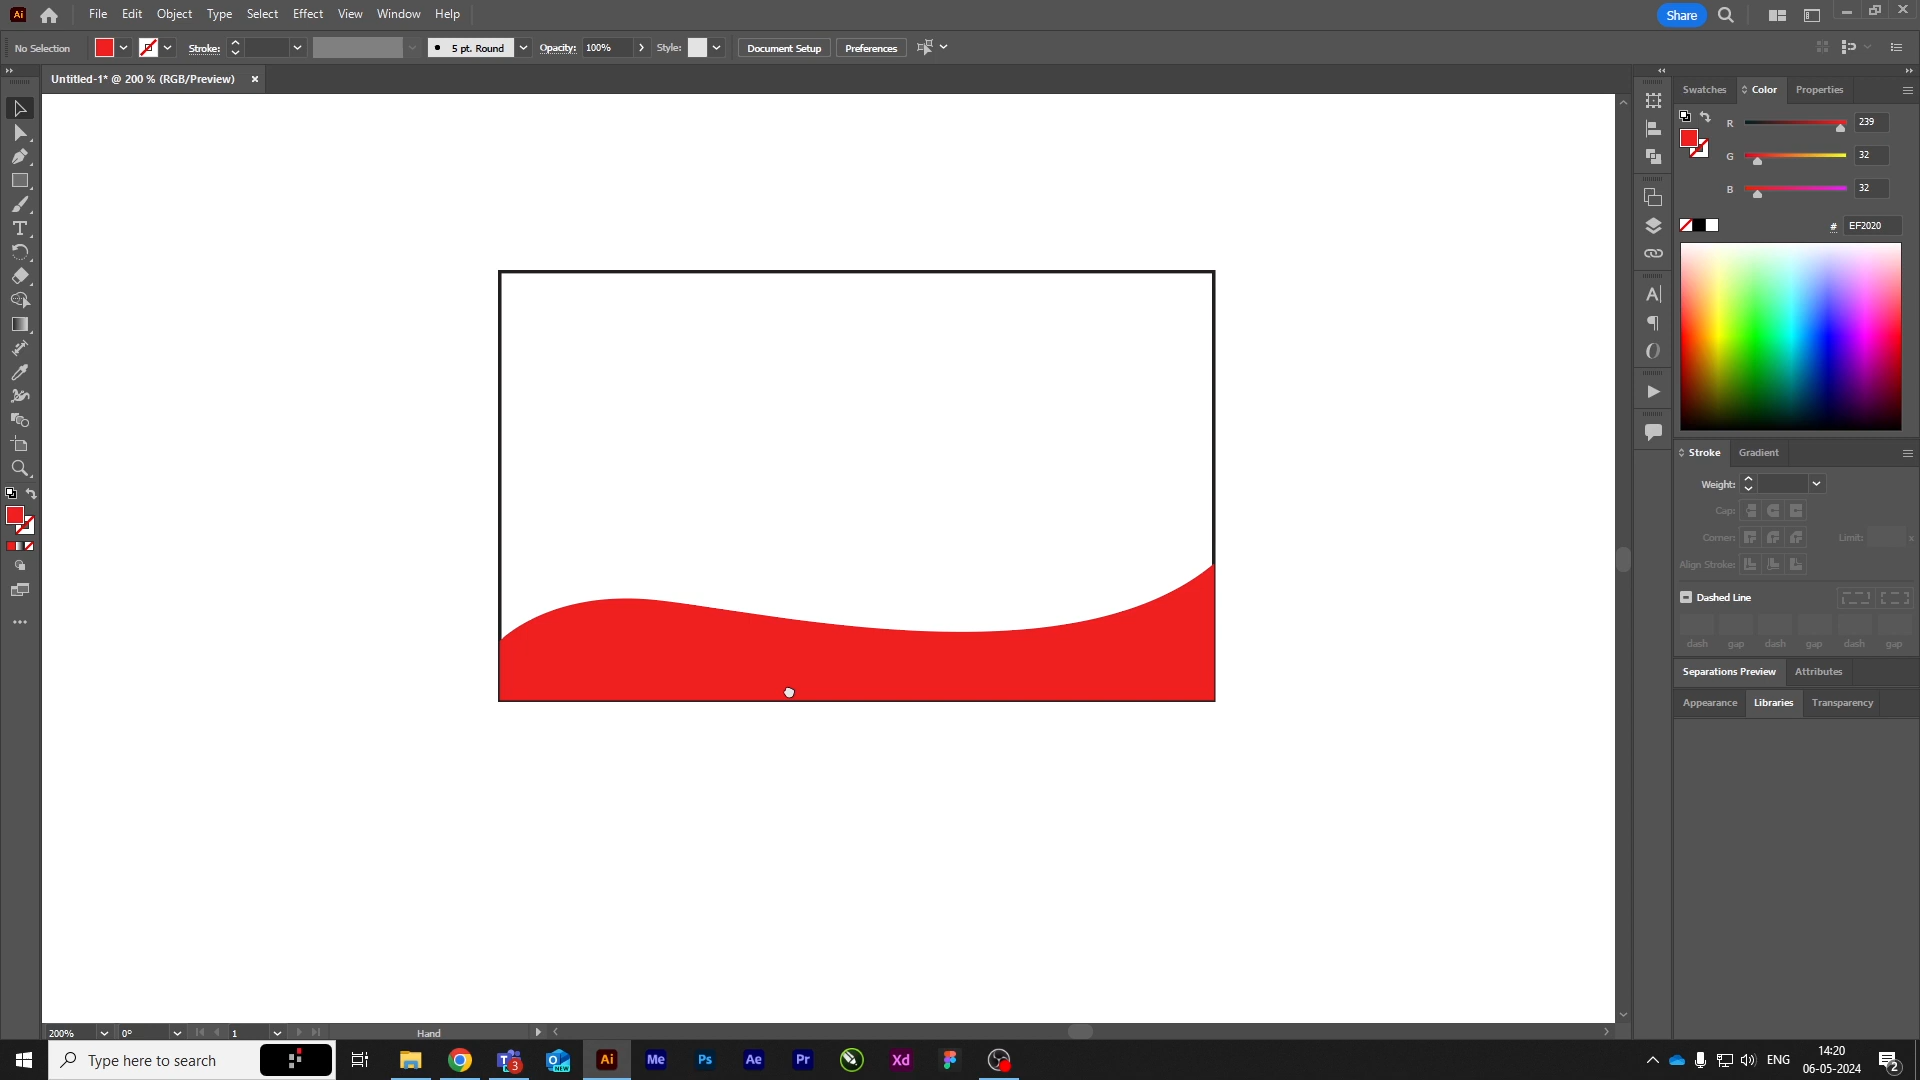 Ai File Edit Object Type Select Effect View Window Help Share
No Selection Stroke: 5 pt. Round Opacity: 100% Style: Document Setup Preferences
Untitled-1* @ 200 % (RGB/Preview)
Swatches Color Properties
R 239
G 32
B 32
# EF2020
Stroke Gradient
Weight:
Cap:
Corner: Limit: x
Align Stroke:
Dashed Line
dash gap dash gap dash gap
Separations Preview Attributes
Appearance Libraries Transparency
200% 0° 1 Hand
Type here to search
3 NEW Ai Me Ps Ae Pr Xd
ENG 14:20
06-05-2024 2